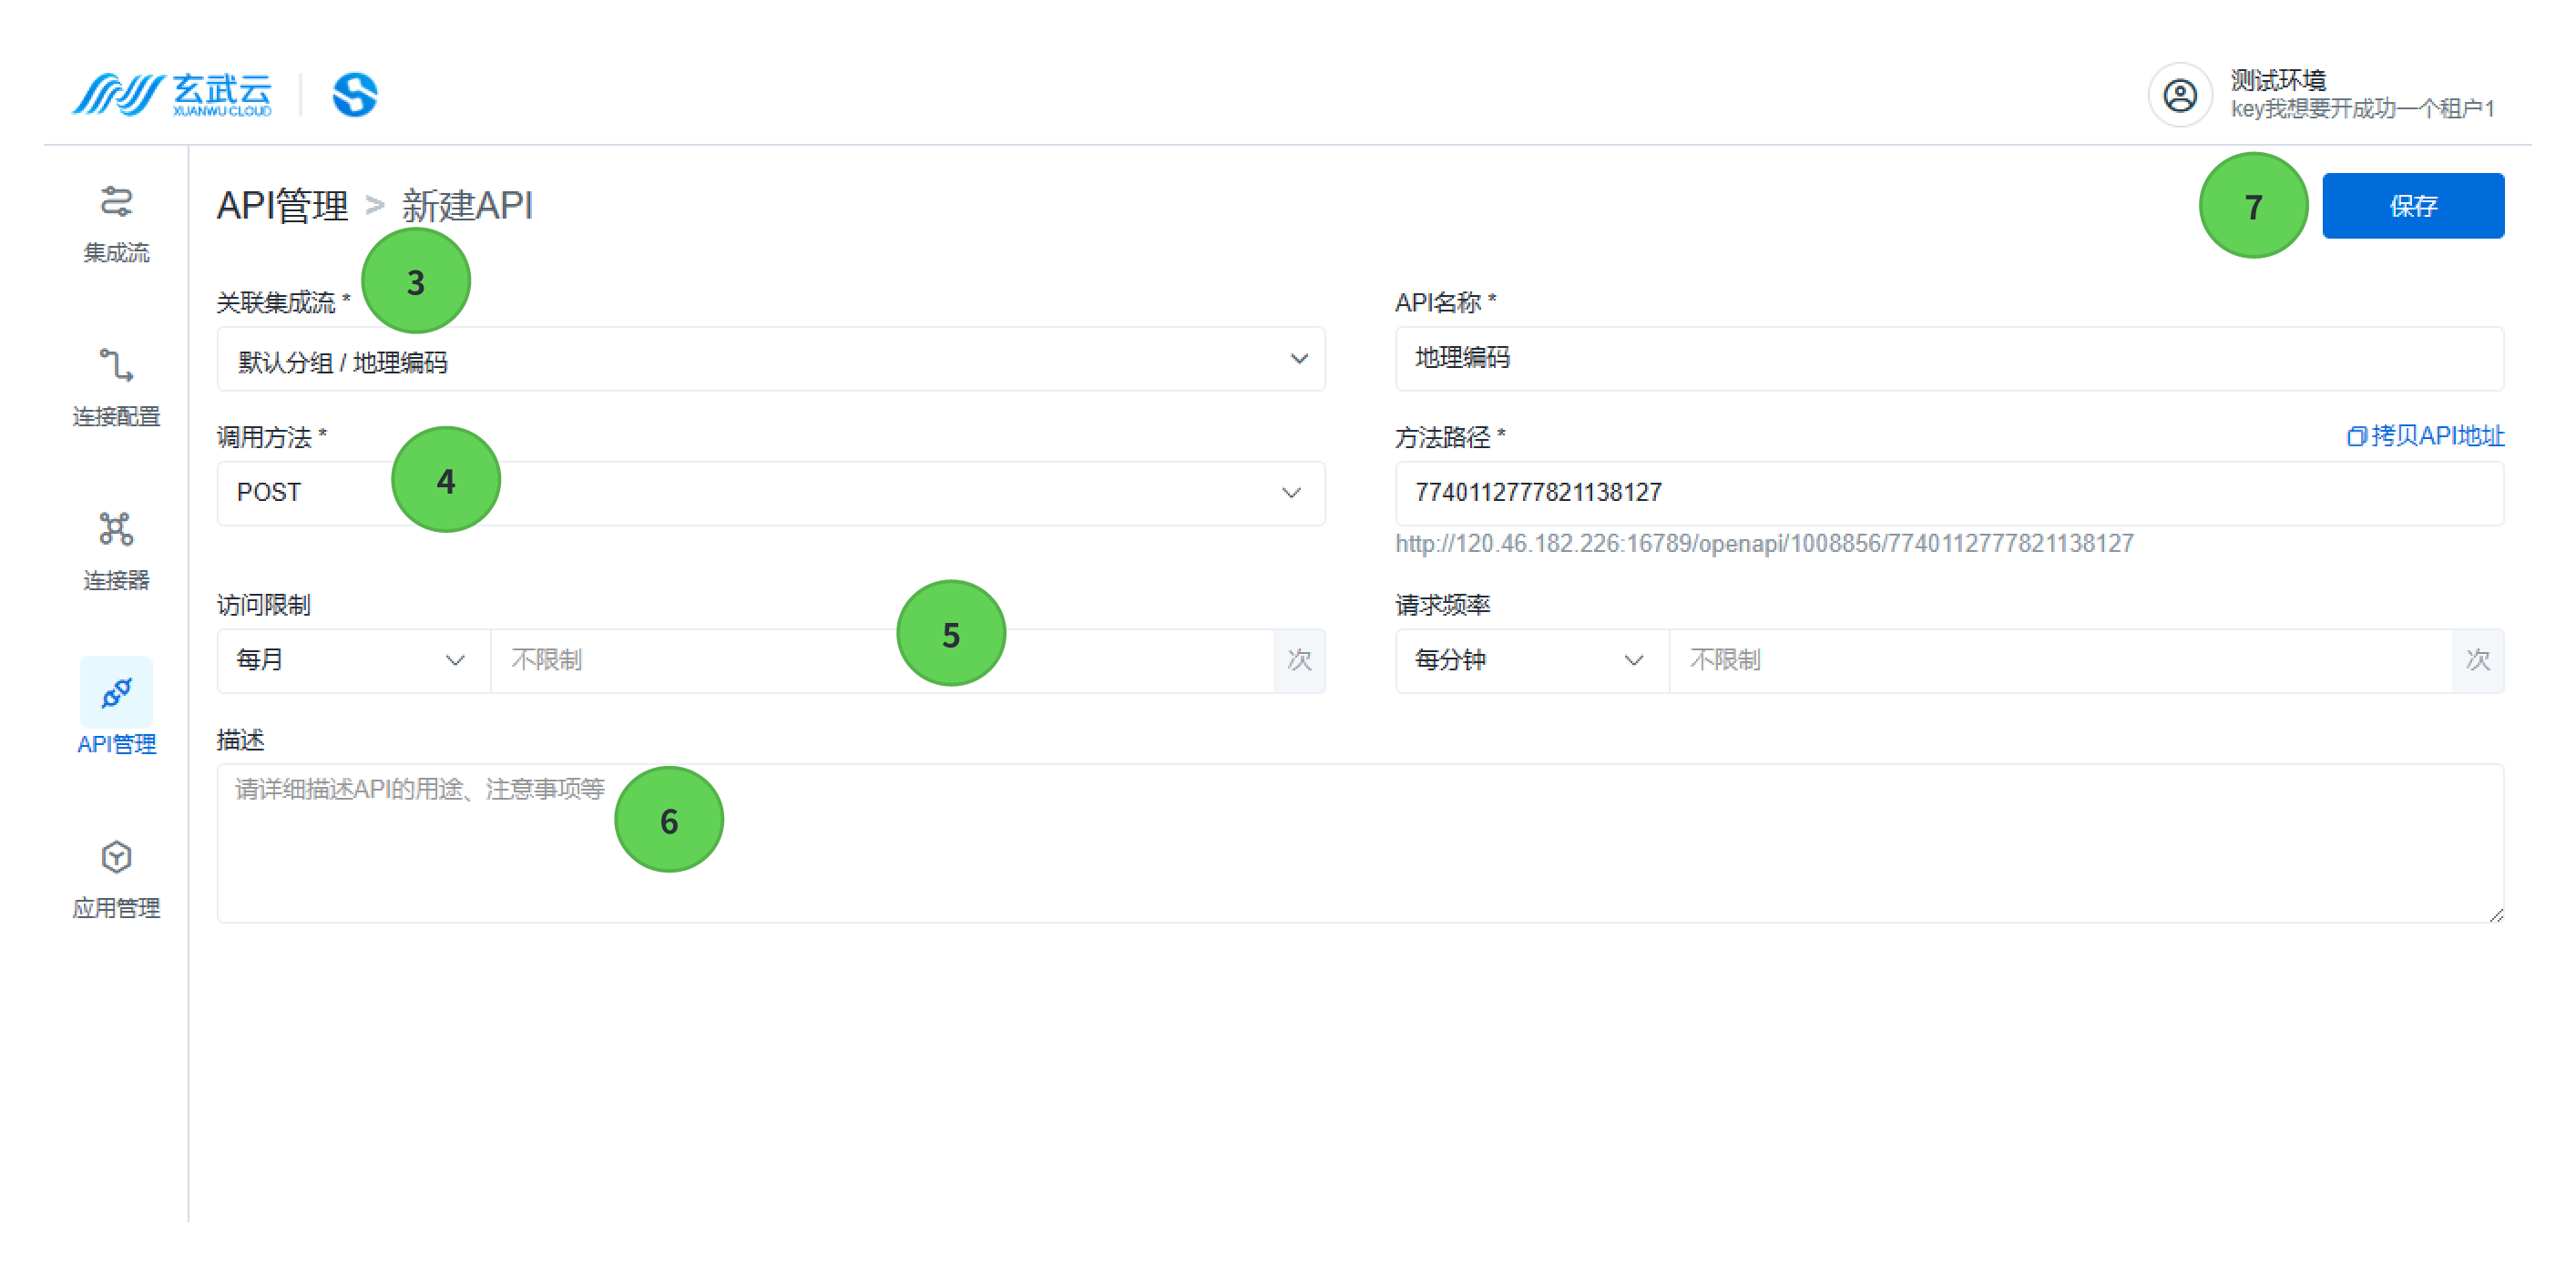 玄武云
XUANWU CLOUD
测试环境
key我想要开成功一个租户1
集成流
连接配置
连接器
API管理
应用管理
API管理 > 新建API
7
保存
3
关联集成流 *
默认分组 / 地理编码
API名称 *
地理编码
调用方法 *
POST
4
方法路径 *
拷贝API地址
7740112777821138127
http://120.46.182.226:16789/openapi/1008856/7740112777821138127
访问限制
每月
不限制
次
5
请求频率
每分钟
不限制
次
描述
请详细描述API的用途、注意事项等
6